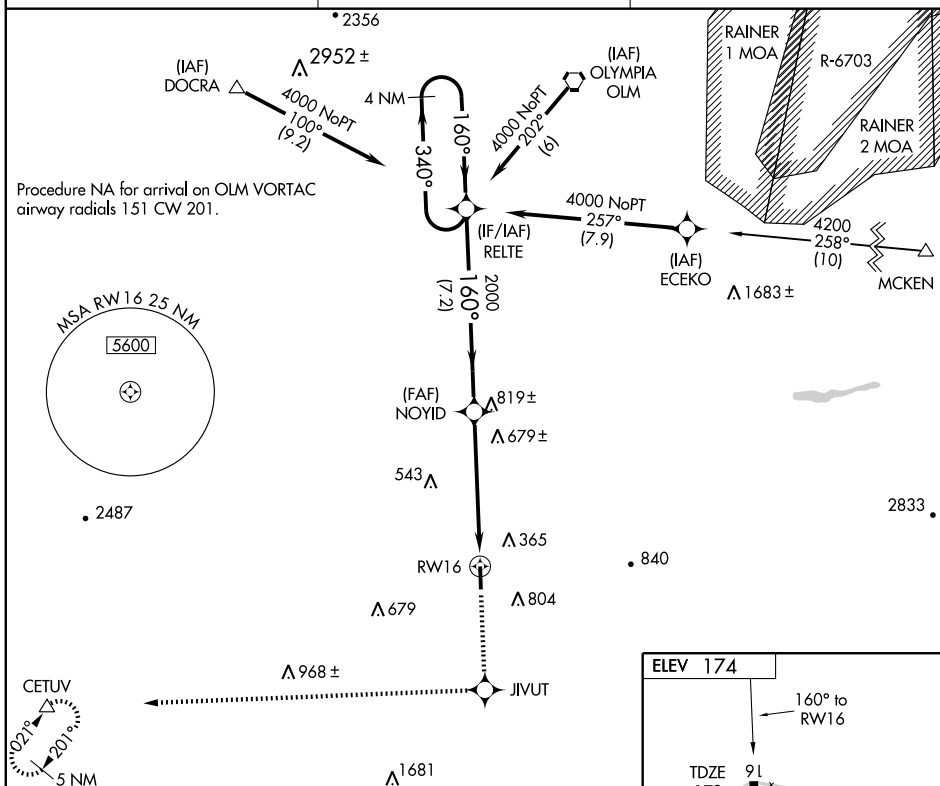 2356
2952 ±
(IAF)
DOCRA
4000 NoPT
100°
(9.2)
4 NM
340°
160°
(IAF)
OLYMPIA
OLM
4000 NoPT
202°
(6)
RAINER
1 MOA
R-6703
RAINER
2 MOA
Procedure NA for arrival on OLM VORTAC
airway radials 151 CW 201.
(IF/IAF)
RELTE
4000 NoPT
257°
(7.9)
(IAF)
ECEKO
4200
258°
(10)
MCKEN
1683 ±
2000
160°
(7.2)
MSA RW16 25 NM
5600
(FAF)
NOYID
819 ±
679 ±
543
2487
2833
365
RW16
840
679
804
968 ±
JIVUT
CETUV
021°
201°
5 NM
1681
ELEV 174
160° to
RW16
TDZE
16